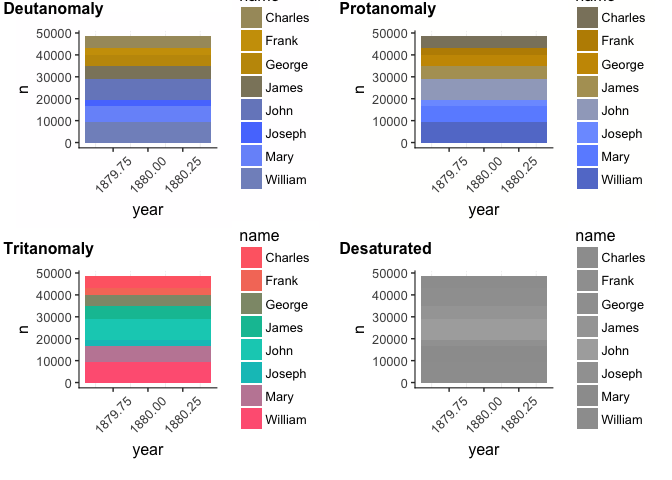 Deutanomaly
name
50000
40000
30000
20000
10000
0
n
1879.75
1880.00
1880.25
year
Charles
Frank
George
James
John
Joseph
Mary
William
Protanomaly
name
50000
40000
30000
20000
10000
0
n
1879.75
1880.00
1880.25
year
Charles
Frank
George
James
John
Joseph
Mary
William
Tritanomaly
name
50000
40000
30000
20000
10000
0
n
1879.75
1880.00
1880.25
year
Charles
Frank
George
James
John
Joseph
Mary
William
Desaturated
name
50000
40000
30000
20000
10000
0
n
1879.75
1880.00
1880.25
year
Charles
Frank
George
James
John
Joseph
Mary
William